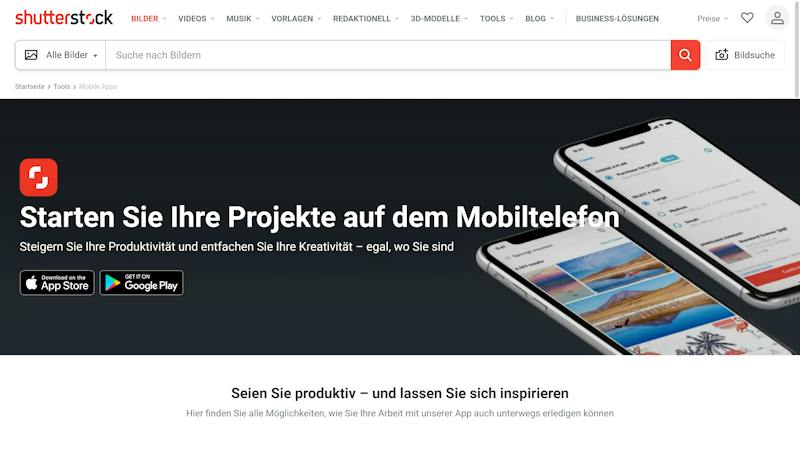 shutterstock BILDER VIDEOS MUSIK VORLAGEN REDAKTIONELL 3D-MODELLE TOOLS BLOG BUSINESS-LÖSUNGEN Preise
Alle Bilder Suche nach Bildern Bildsuche
Startseite › Tools › Mobile Apps
Starten Sie Ihre Projekte auf dem Mobiltelefon
Steigern Sie Ihre Produktivität und entfachen Sie Ihre Kreativität – egal, wo Sie sind
Download on the GET IT ON
App Store Google Play
Download
Large
Medium
Small
Seien Sie produktiv – und lassen Sie sich inspirieren
Hier finden Sie alle Möglichkeiten, wie Sie Ihre Arbeit mit unserer App auch unterwegs erledigen können